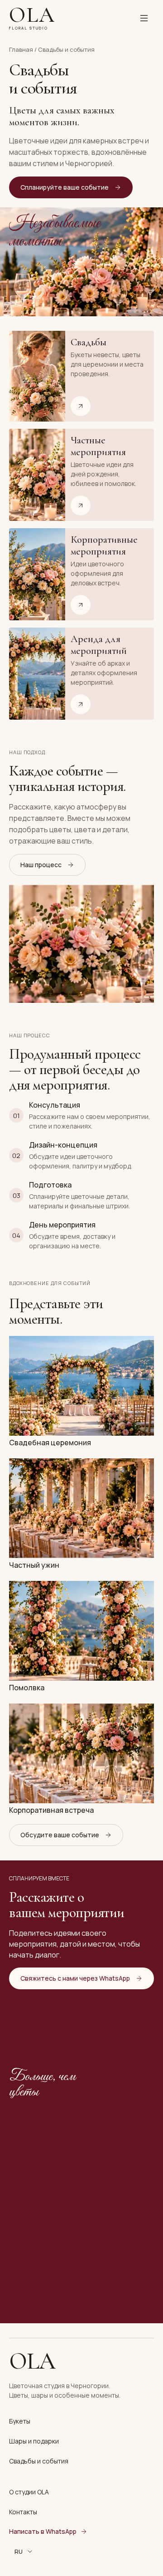 OLA
FLORAL STUDIO
Главная / Свадьбы и события
Свадьбы
и события
Цветы для самых важных
моментов жизни.
Цветочные идеи для камерных встреч и
масштабных торжеств, вдохновлённые
вашим стилем и Черногорией.
Спланируйте ваше событие →
Незабываемые
моменты
Свадьбы
Букеты невесты, цветы
для церемонии и места
проведения.
Частные
мероприятия
Цветочные идеи для
дней рождения,
юбилеев и помолвок.
Корпоративные
мероприятия
Идеи цветочного
оформления для
деловых встреч.
Аренда для
мероприятий
Узнайте об арках и
деталях оформления
мероприятий.
НАШ ПОДХОД
Каждое событие —
уникальная история.
Расскажите, какую атмосферу вы
представляете. Вместе мы можем
подобрать цвета, цветы и детали,
отражающие ваш стиль.
Наш процесс →
НАШ ПРОЦЕСС
Продуманный процесс
— от первой беседы до
дня мероприятия.
01 Консультация
Расскажите нам о своем мероприятии,
стиле и пожеланиях.
02 Дизайн-концепция
Обсудите идеи цветочного
оформления, палитру и мудборд.
03 Подготовка
Спланируйте цветочные детали,
материалы и финальные штрихи.
04 День мероприятия
Обсудите время, доставку и
организацию на месте.
ВДОХНОВЕНИЕ ДЛЯ СОБЫТИЙ
Представьте эти
моменты.
Свадебная церемония
Частный ужин
Помолвка
Корпоративная встреча
Обсудите ваше событие →
СПЛАНИРУЕМ ВМЕСТЕ
Расскажите о
вашем мероприятии
Поделитесь идеями своего
мероприятия, датой и местом, чтобы
начать диалог.
Свяжитесь с нами через WhatsApp →
Больше, чем
цветы
OLA
Цветочная студия в Черногории.
Цветы, шары и особенные моменты.
Букеты
Шары и подарки
Свадьбы и события
О студии OLA
Контакты
Написать в WhatsApp →
RU